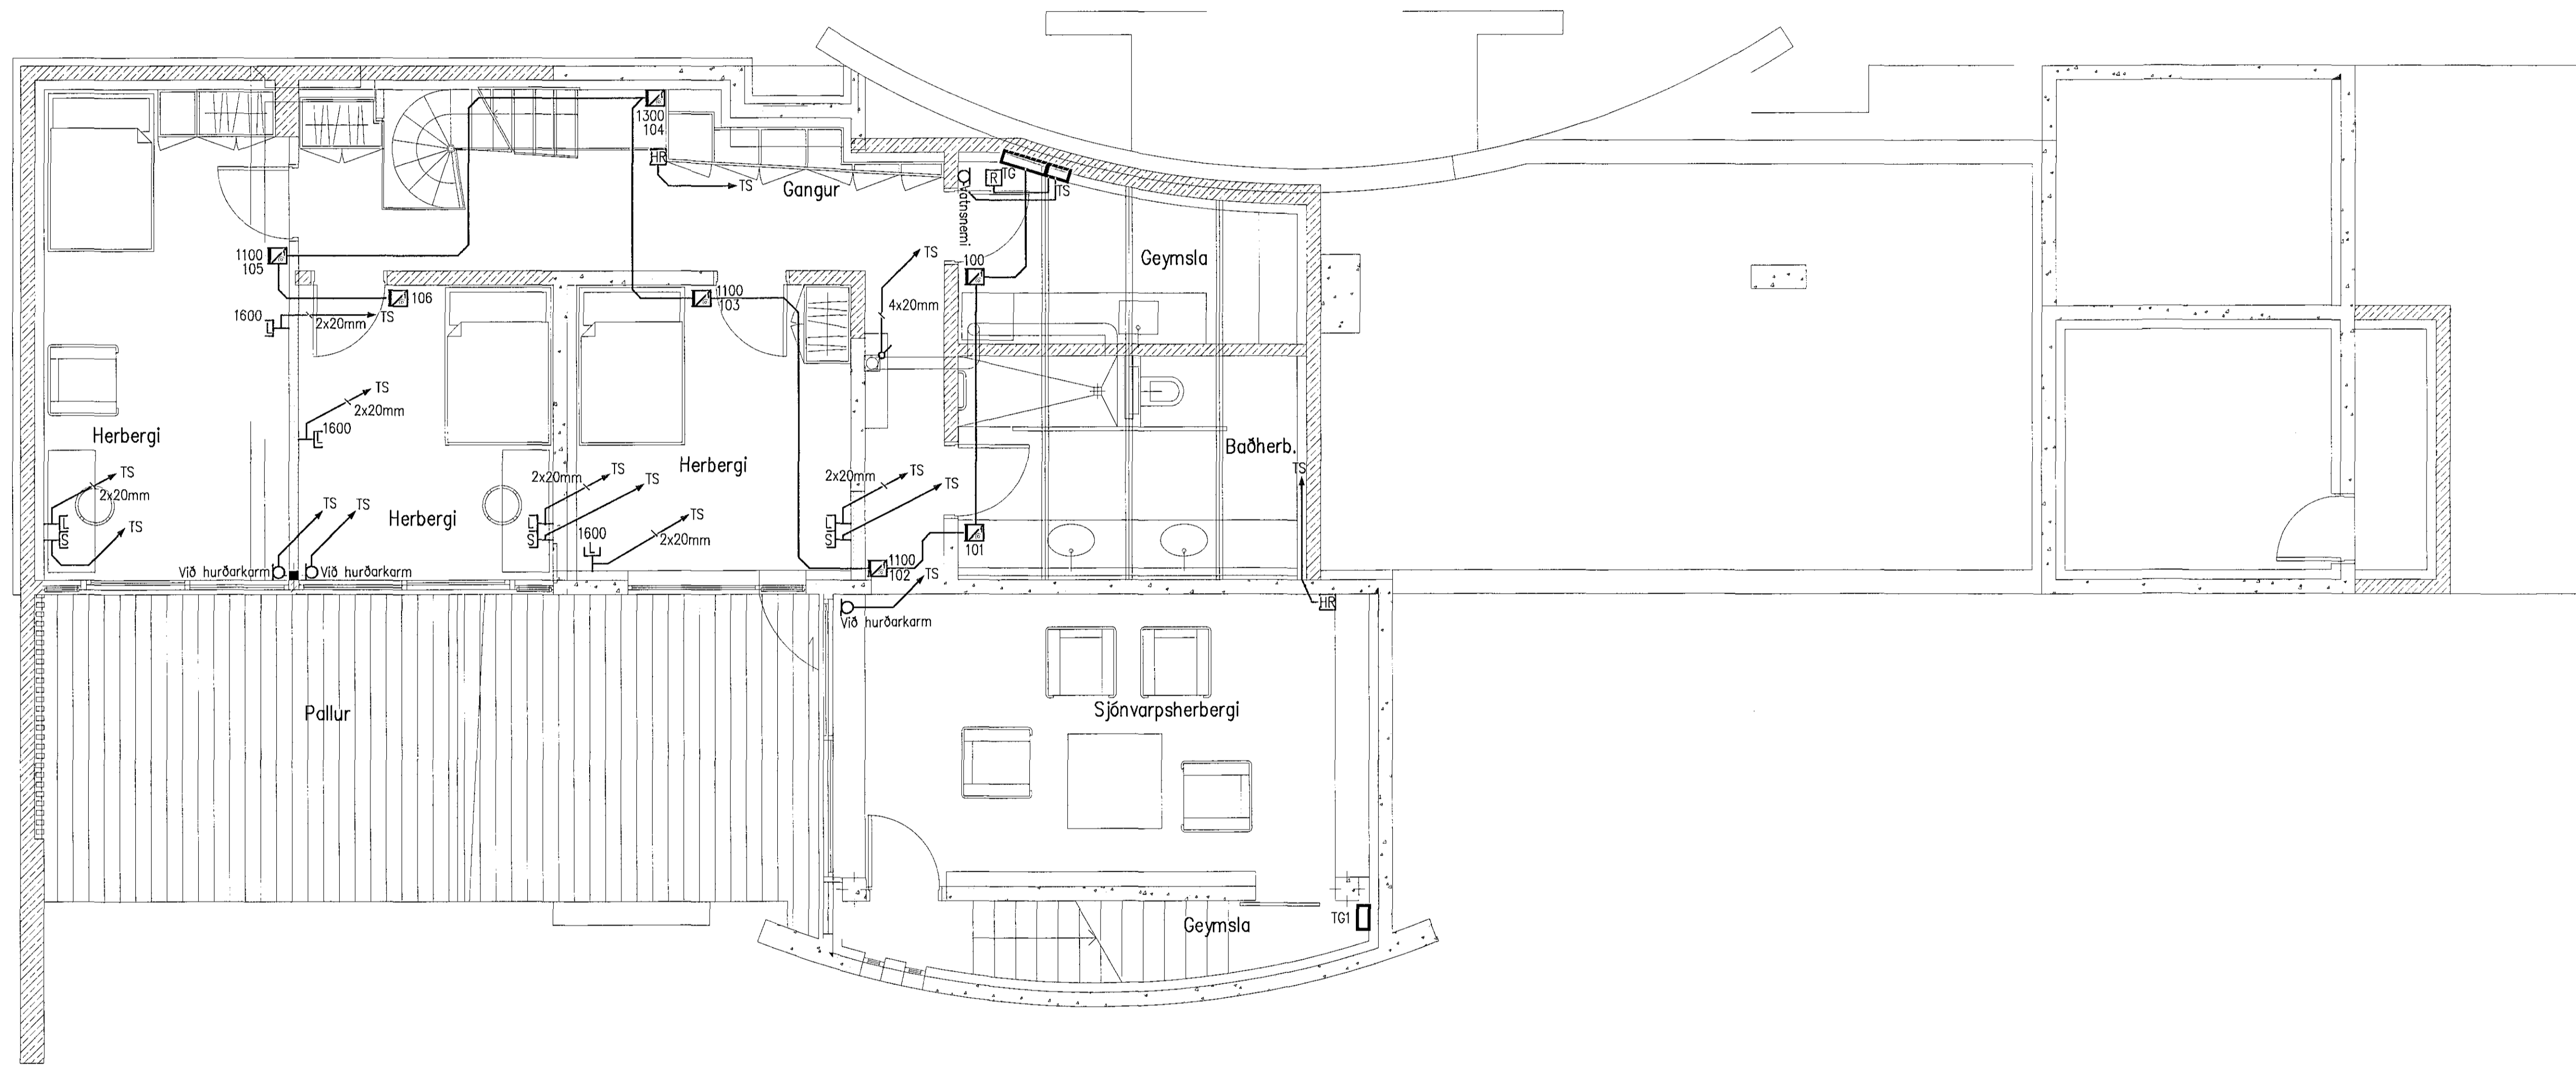 1300
104
HR
TS
Gangur
R
TG
TS
Vatnsnemi
1100
105
TS
100
Geymsla
106
1100
103
4x20mm
1600
L
2x20mm
TS
TS
2x20mm
1600
L
Herbergi
Herbergi
Baðherb.
TS
TS
2x20mm
L
S
TS
TS
TS
Herbergi
2x20mm
TS
TS
L
S
TS
2x20mm
1600
L
2x20mm
TS
TS
L
S
101
1100
102
TS
Við hurðarkarm
Við hurðarkarm
Við hurðarkarm
HR
Pallur
Sjónvarpsherbergi
TG1
Geymsla